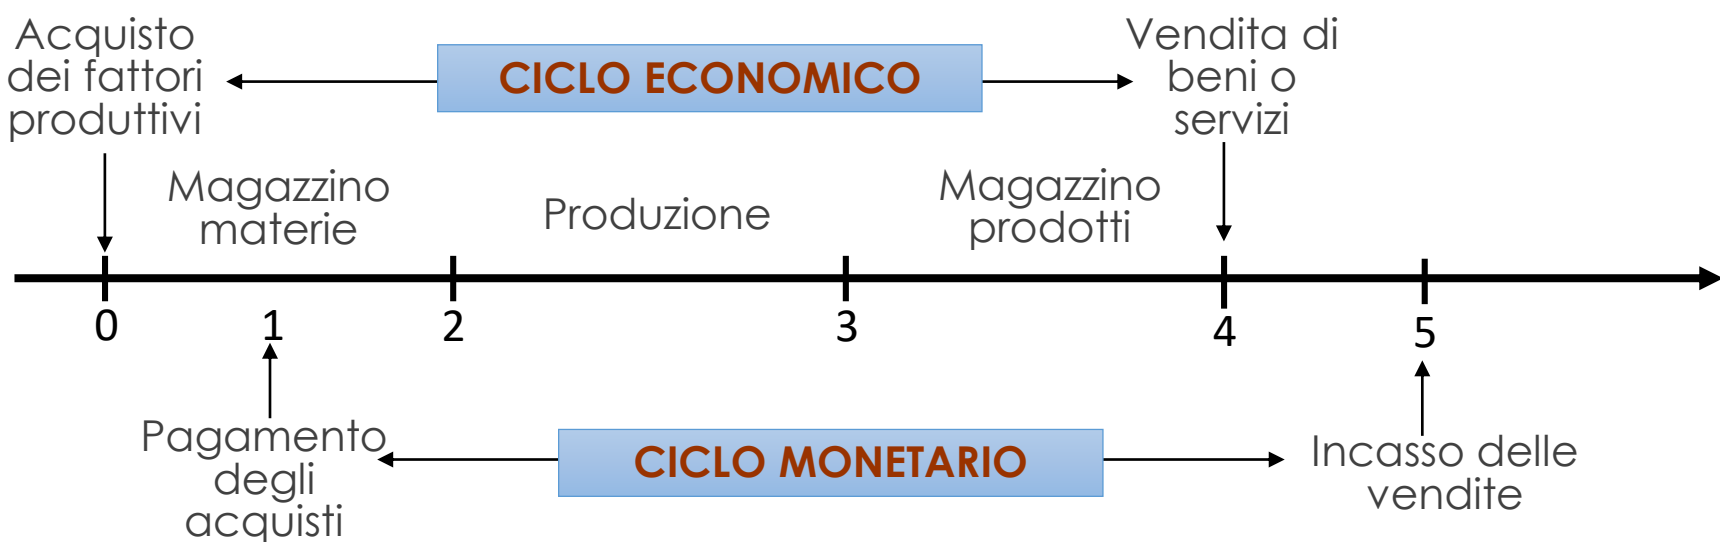 Acquisto
dei fattori
produttivi
CICLO ECONOMICO
Vendita di
beni o
servizi
Magazzino
materie
Produzione
Magazzino
prodotti
0
1
2
3
4
5
Pagamento
degli
acquisti
CICLO MONETARIO
Incasso delle
vendite